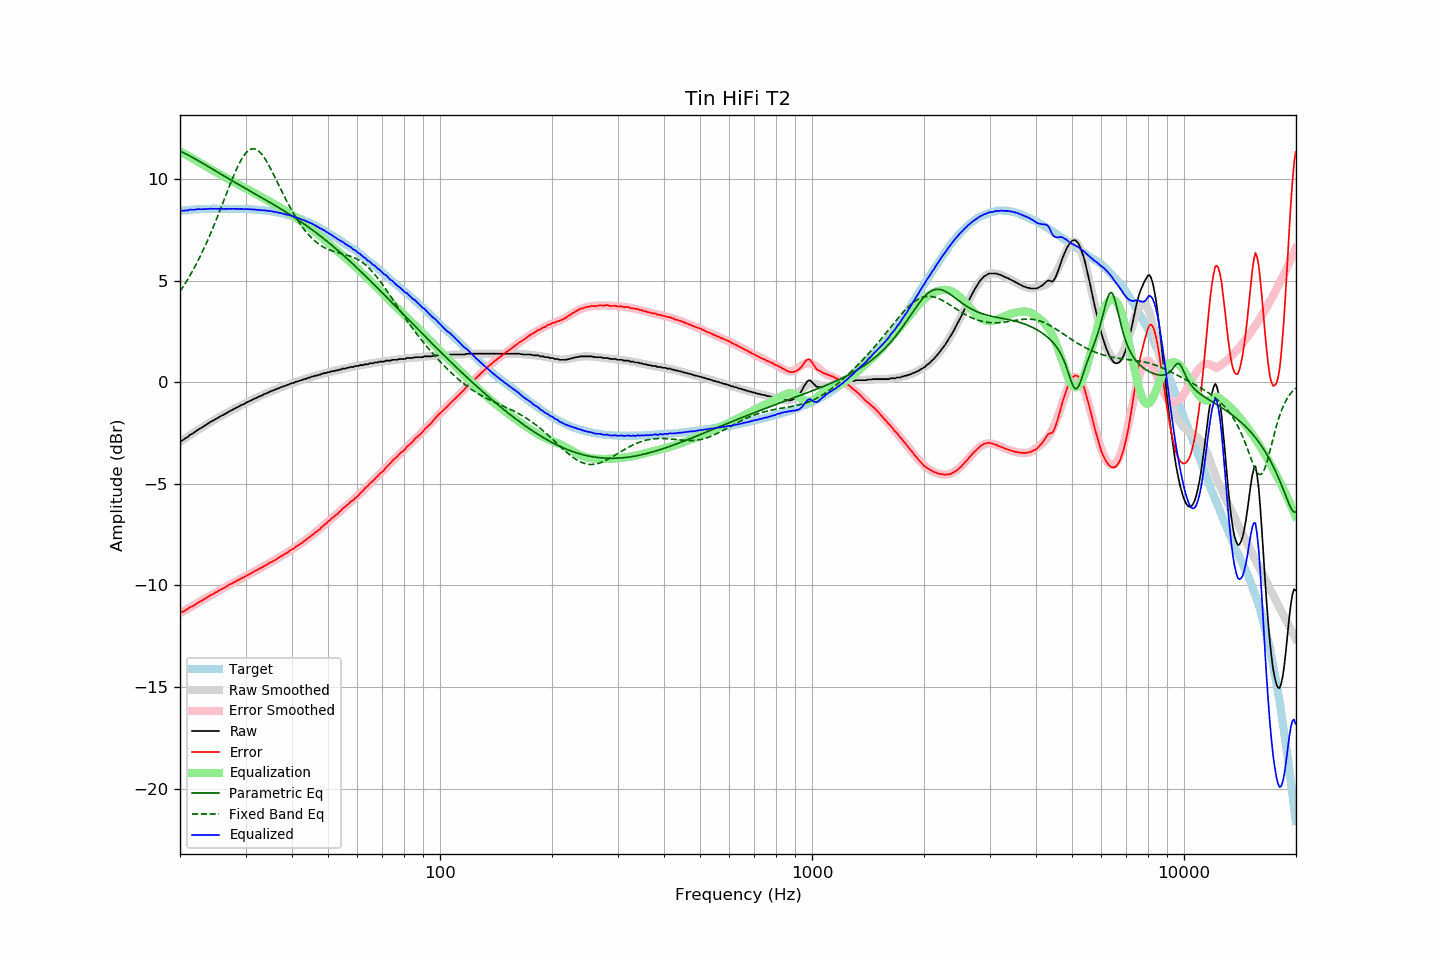 Tin HiFi T2
Amplitude (dBr)
10
5
0
−5
−10
−15
−20
Target
Raw Smoothed
Error Smoothed
Raw
Error
Equalization
Parametric Eq
Fixed Band Eq
Equalized
100
1000
10000
Frequency (Hz)